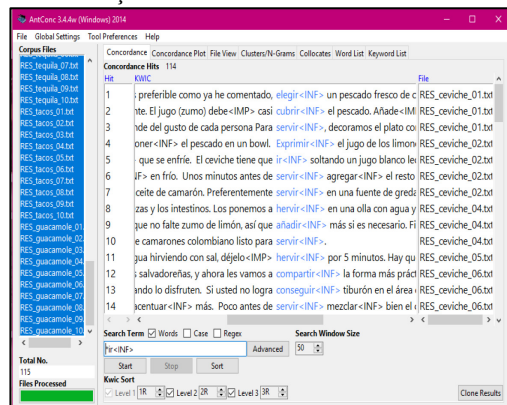 AntConc 3.4.4w (Windows) 2014
File Global Settings Tool Preferences Help
Corpus Files
RES_tequila_07.txt
RES_tequila_08.txt
RES_tequila_09.txt
RES_tequila_10.txt
RES_tacos_01.txt
RES_tacos_02.txt
RES_tacos_03.txt
RES_tacos_04.txt
RES_tacos_05.txt
RES_tacos_06.txt
RES_tacos_07.txt
RES_tacos_08.txt
RES_tacos_09.txt
RES_tacos_10.txt
RES_guacamole_01.
RES_guacamole_02.
RES_guacamole_03.
RES_guacamole_04.
RES_guacamole_05.
RES_guacamole_06.
RES_guacamole_07.
RES_guacamole_08.
RES_guacamole_09.
RES_guacamole_10.
Total No.
115
Files Processed
Concordance Concordance Plot File View Clusters/N-Grams Collocates Word List Keyword List
Concordance Hits 114
Hit KWIC File
1 preferible como ya he comentado, elegir<INF> un pescado fresco de c RES_ceviche_01.txt
2 nte. El jugo (zumo) debe<IMP> casi cubrir<INF> el pescado. Añade<IM RES_ceviche_01.txt
3 nde del gusto de cada persona Para servir<INF>, decoramos el plato co RES_ceviche_01.txt
4 oner<INF> el pescado en un bowl. Exprimir<INF> el jugo de los limon RES_ceviche_02.txt
5 que se enfríe. El ceviche tiene que ir<INF> soltando un jugo blanco le RES_ceviche_02.txt
6 NF> en frío. Unos minutos antes de servir<INF> agregar<INF> el resto RES_ceviche_02.txt
7 ceite de camarón. Preferentemente servir<INF> en una fuente de greda RES_ceviche_02.txt
8 zas y los intestinos. Los ponemos a hervir<INF> en una olla con agua y RES_ceviche_04.txt
9 que no falte zumo de limón, así que añadir<INF> más si es necesario. Fi RES_ceviche_04.txt
10 e camarones colombiano listo para servir<INF>. RES_ceviche_04.txt
11 gua hirviendo con sal, déjelo<IMP> hervir<INF> por 5 minutos. Hay qu RES_ceviche_05.txt
12 s salvadoreñas, y ahora les vamos a compartir<INF> la forma más práct RES_ceviche_06.txt
13 ando lo disfruten. Si usted no logra conseguir<INF> tiburón en el área RES_ceviche_06.txt
14 acentuar<INF> más. Poco antes de servir<INF> mezclar<INF> bien el RES_ceviche_06.txt
Search Term Words Case Regex Search Window Size
*ir<INF> Advanced 50
Start Stop Sort
Kwic Sort
Level 1 1R Level 2 2R Level 3 3R Clone Results